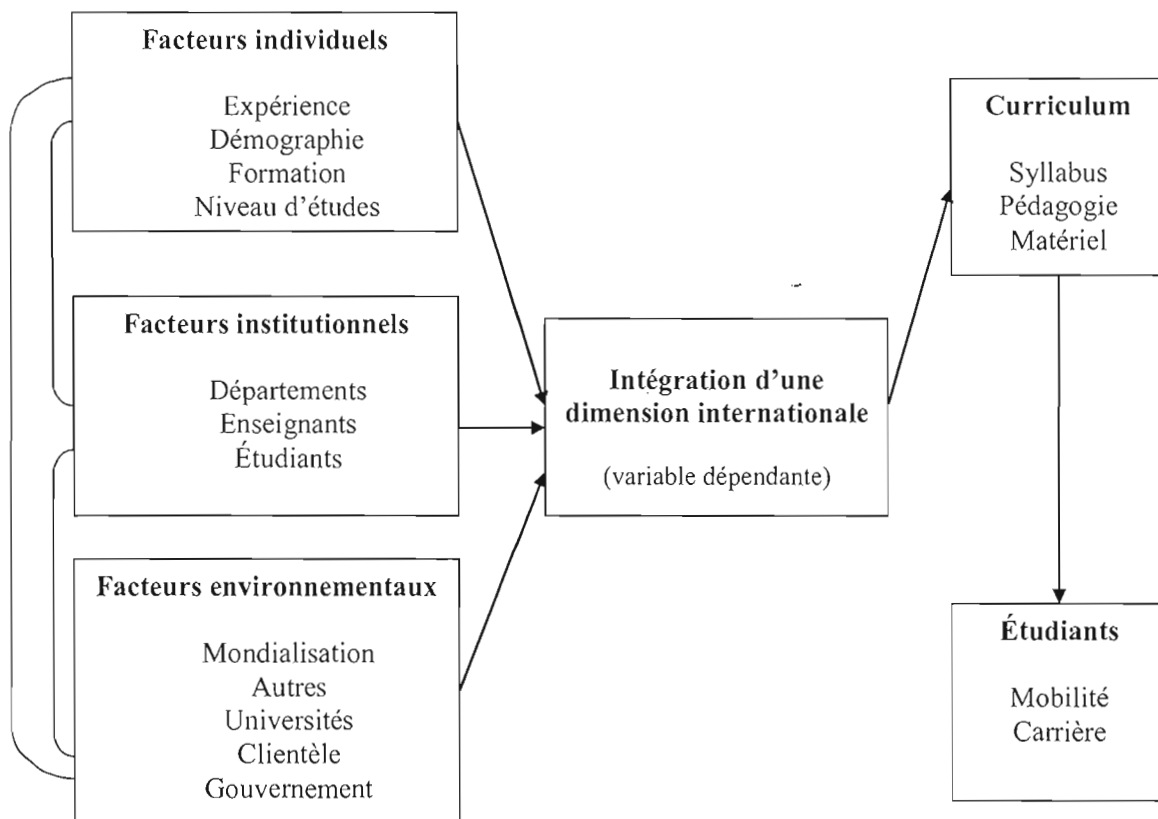 Facteurs individuels
Expérience
Démographie
Formation
Niveau d'études
Facteurs institutionnels
Départements
Enseignants
Étudiants
Facteurs environnementaux
Mondialisation
Autres
Universités
Clientèle
Gouvernement
Intégration d'une
dimension internationale
(variable dépendante)
Curriculum
Syllabus
Pédagogie
Matériel
Étudiants
Mobilité
Carrière